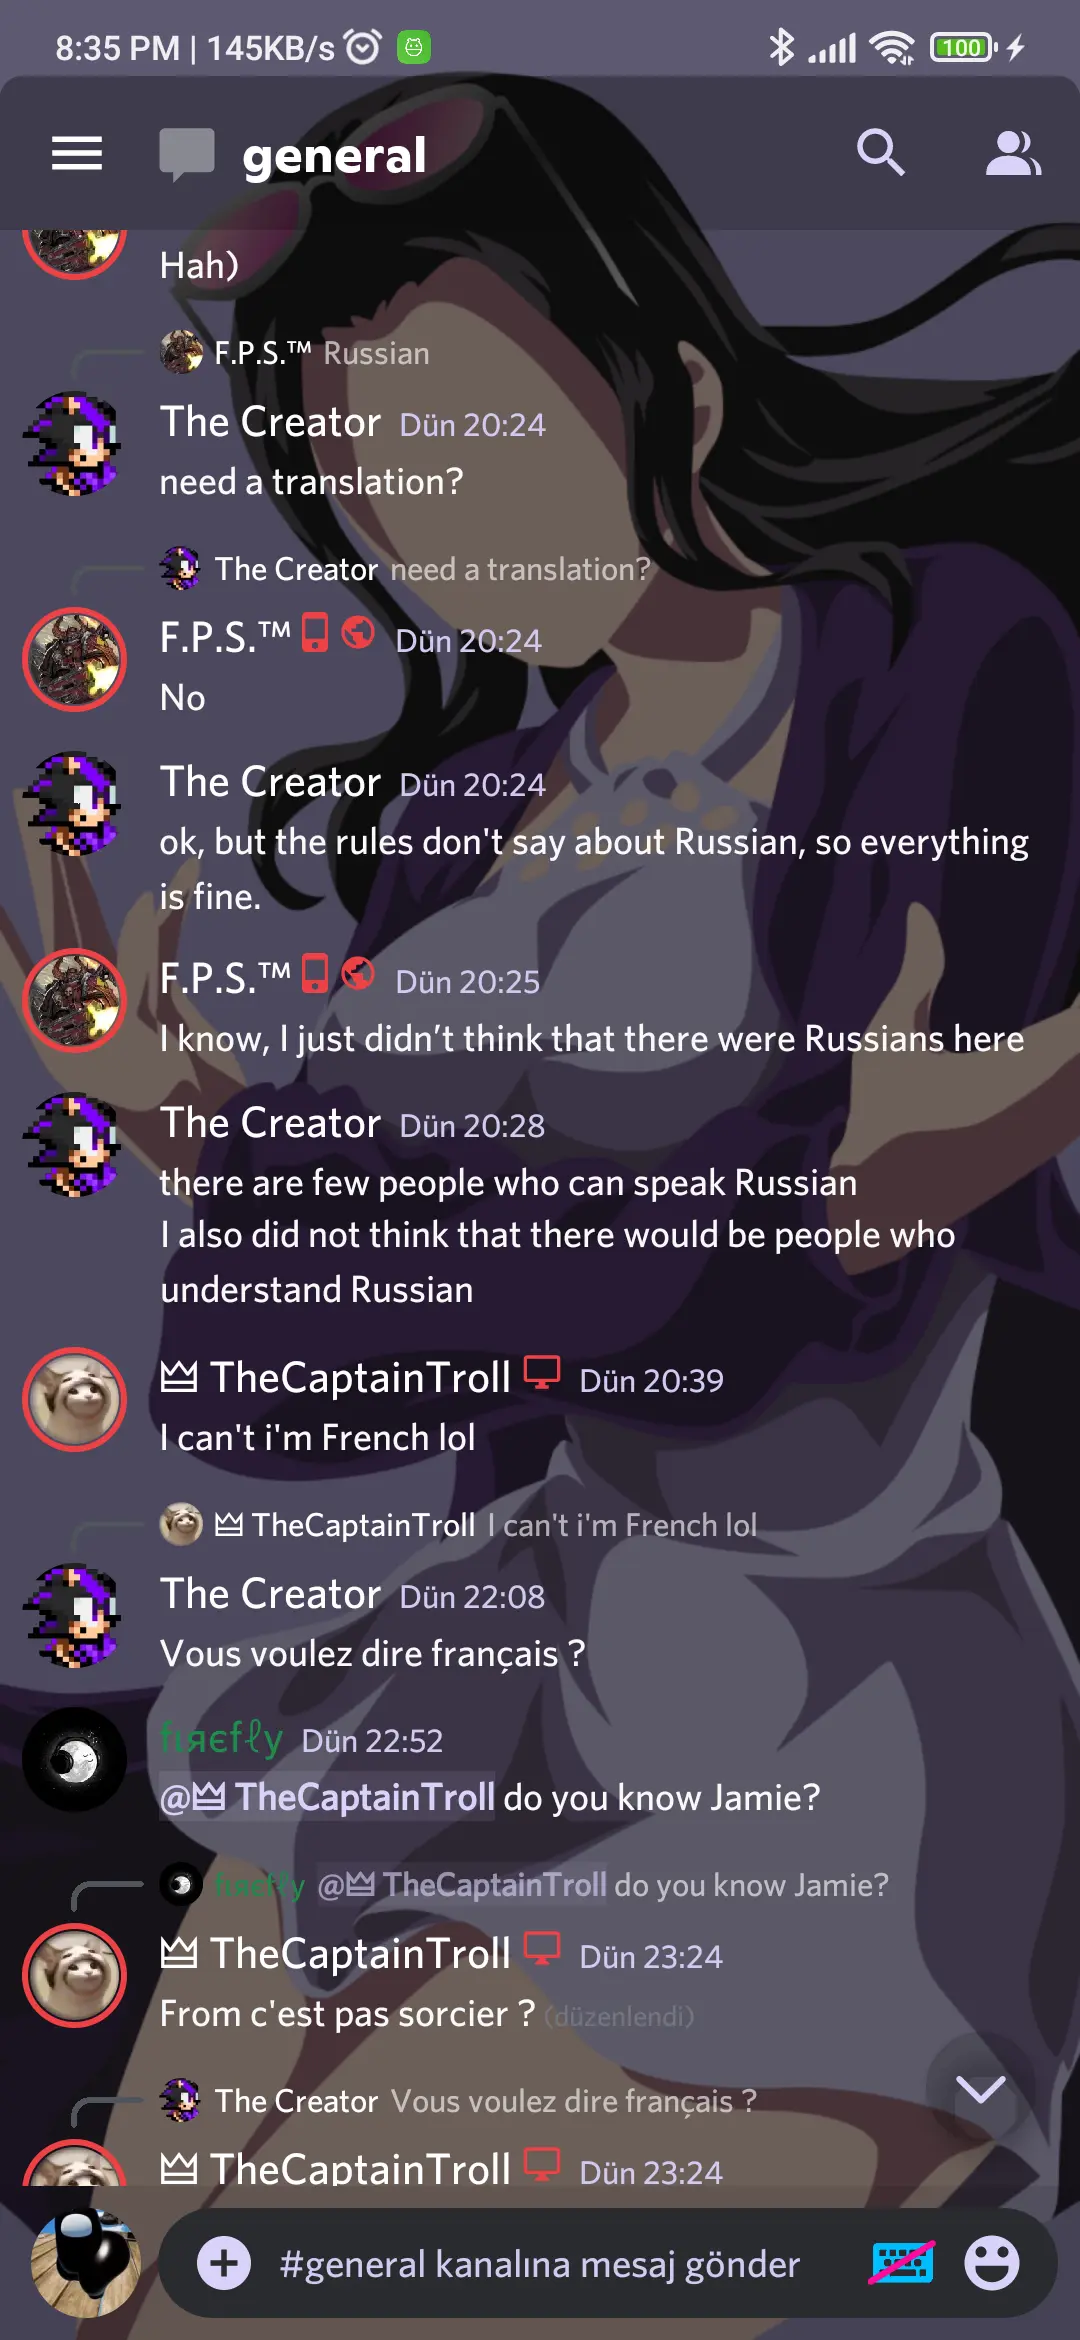 8:35 PM | 145KB/s
100
general
Hah)
F.P.S.™ Russian
The Creator Dün 20:24
need a translation?
The Creator need a translation?
F.P.S.™ Dün 20:24
No
The Creator Dün 20:24
ok, but the rules don't say about Russian, so everything
is fine.
F.P.S.™ Dün 20:25
I know, I just didn’t think that there were Russians here
The Creator Dün 20:28
there are few people who can speak Russian
I also did not think that there would be people who
understand Russian
TheCaptainTroll Dün 20:39
I can't i'm French lol
TheCaptainTroll I can't i'm French lol
The Creator Dün 22:08
Vous voulez dire français ?
fιяєfℓy Dün 22:52
@TheCaptainTroll do you know Jamie?
fιяєfℓy @TheCaptainTroll do you know Jamie?
TheCaptainTroll Dün 23:24
From c'est pas sorcier ? (düzenlendi)
The Creator Vous voulez dire français ?
TheCaptainTroll Dün 23:24
#general kanalına mesaj gönder